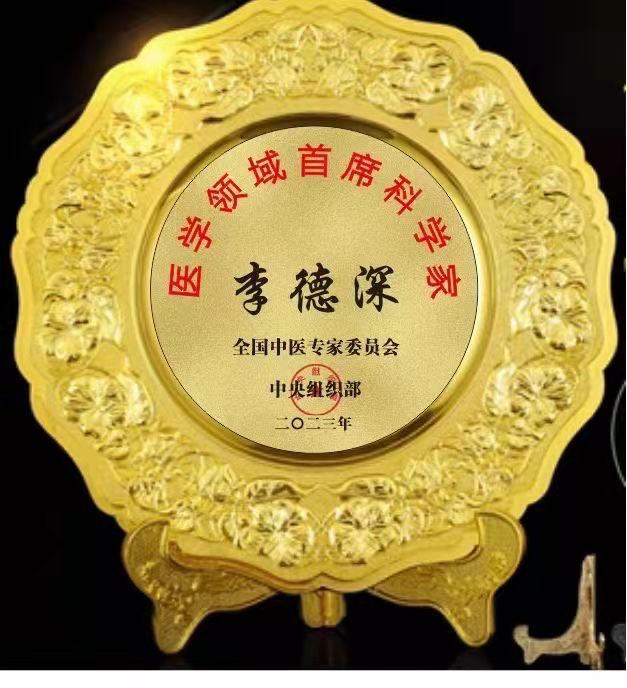 医学领域首席科学家
李德深
全国中医专家委员会
中央组织部
二〇二三年